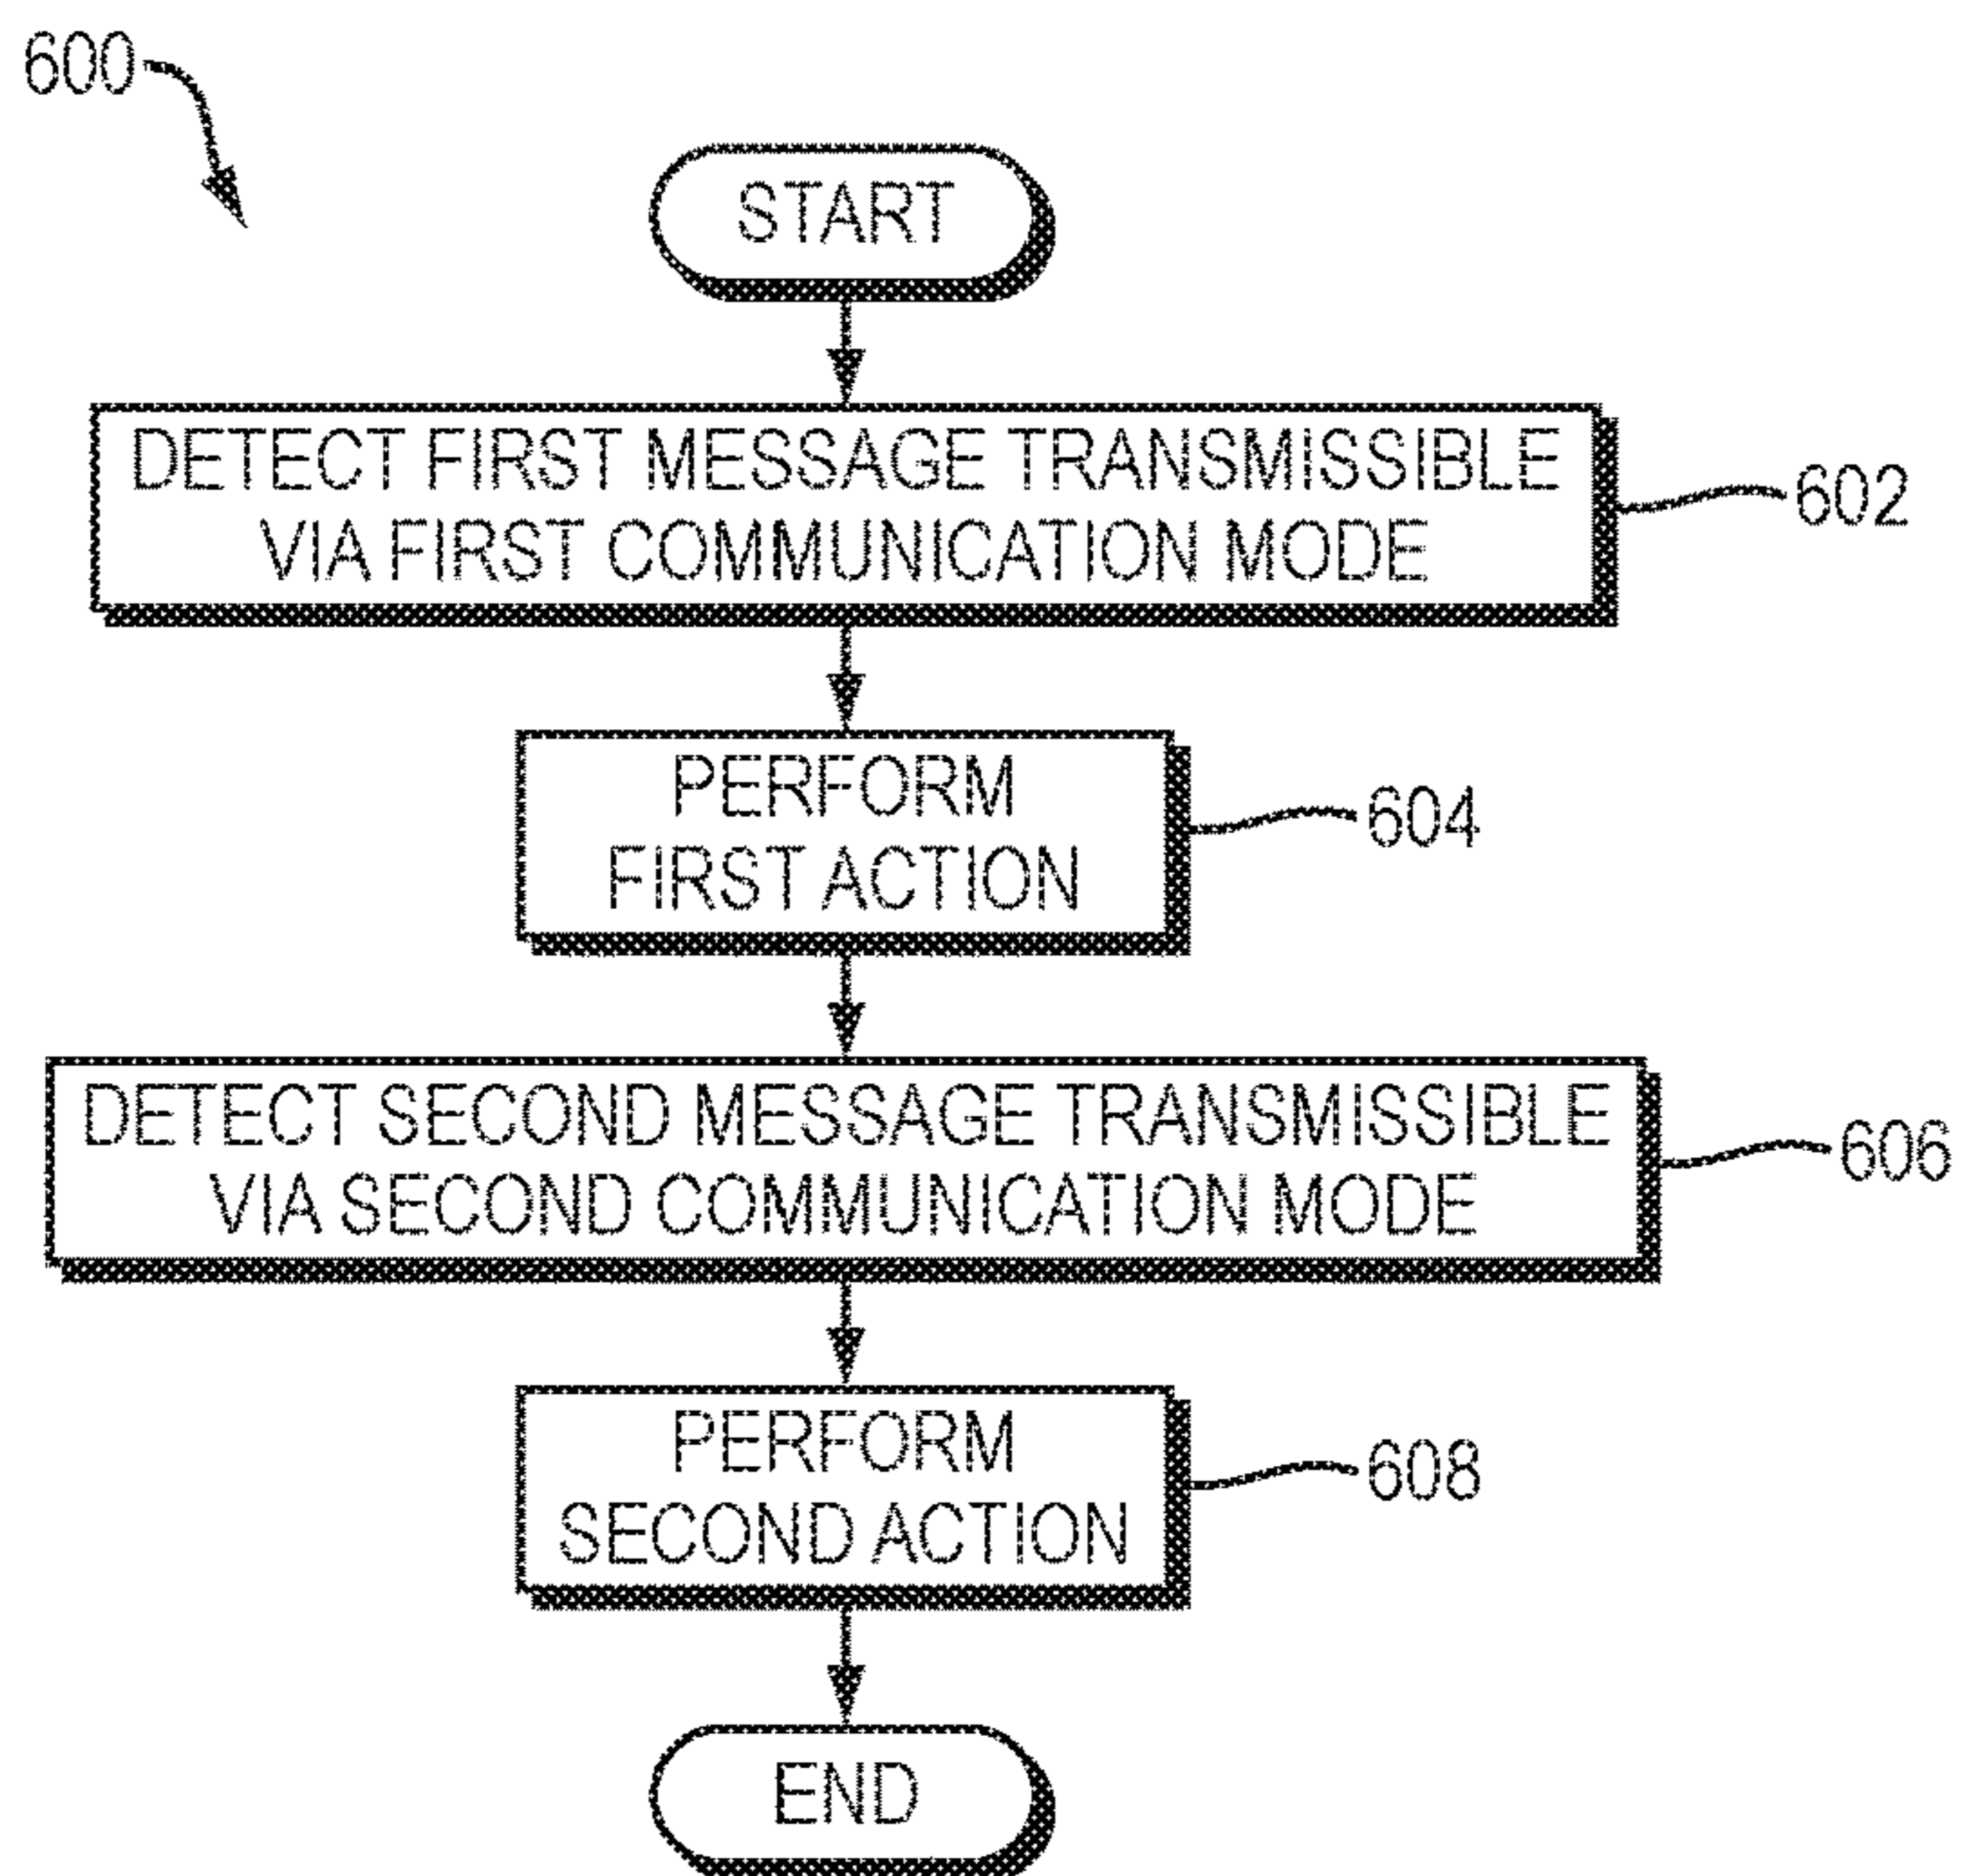 600
START
DETECT FIRST MESSAGE TRANSMISSIBLE
VIA FIRST COMMUNICATION MODE
602
PERFORM
FIRST ACTION
604
DETECT SECOND MESSAGE TRANSMISSIBLE
VIA SECOND COMMUNICATION MODE
606
PERFORM
SECOND ACTION
608
END